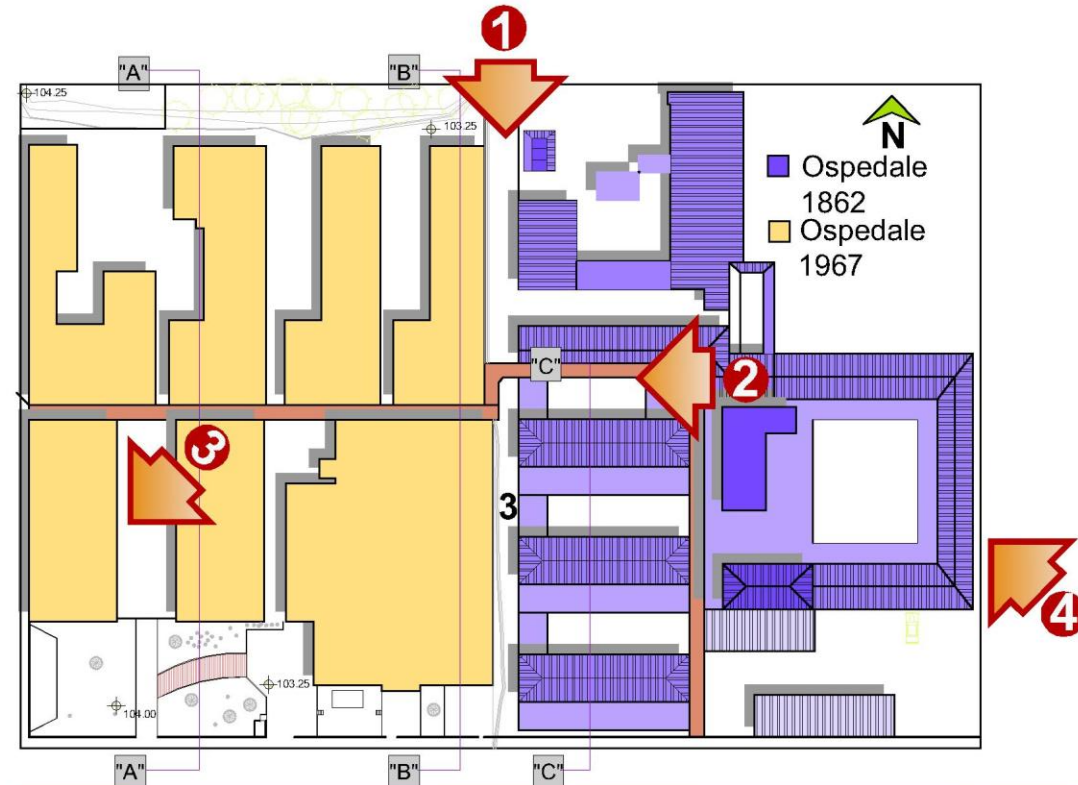 1
"A"
"B"
104.25
103.25
N
Ospedale
1862
Ospedale
1967
"C"
2
3
3
4
103.25
104.00
"A"
"B"
"C"